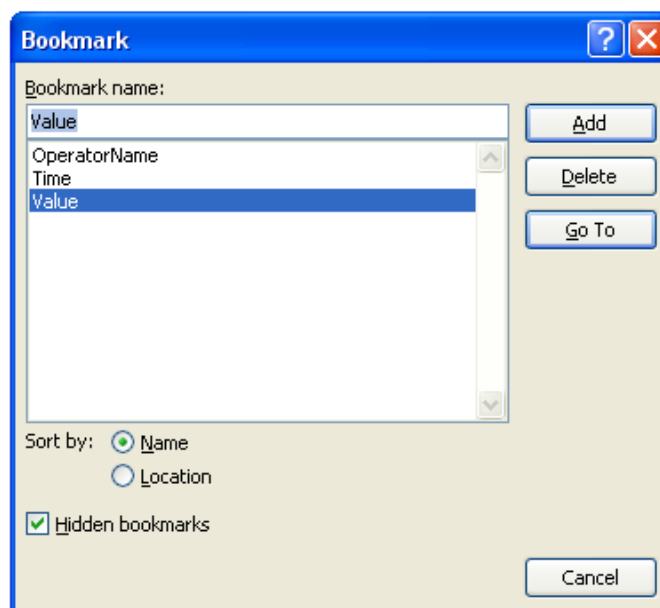 Bookmark
Bookmark name:
Value
Add
OperatorName
Time
Value
Delete
Go To
Sort by:
Name
Location
Hidden bookmarks
Cancel